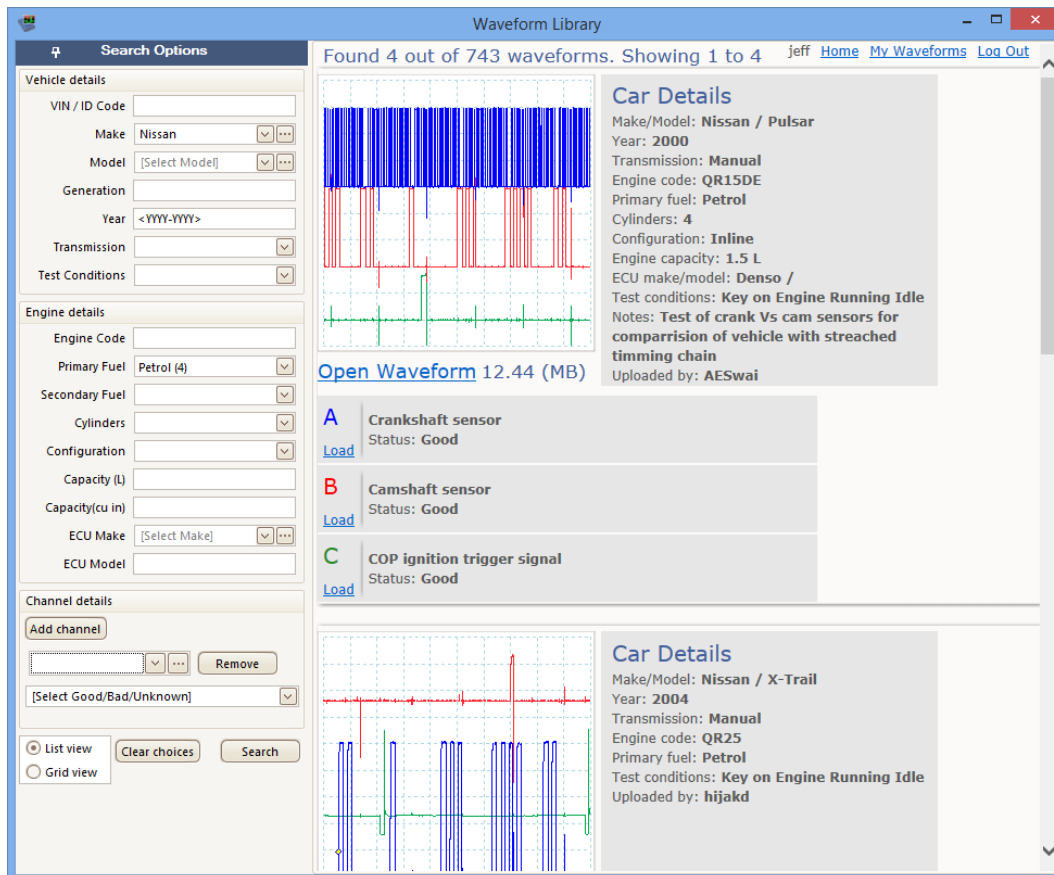 Waveform Library
Search Options
Vehicle details
VIN / ID Code
Make Nissan
Model [Select Model]
Generation
Year <YYYY-YYYY>
Transmission
Test Conditions
Engine details
Engine Code
Primary Fuel Petrol (4)
Secondary Fuel
Cylinders
Configuration
Capacity (L)
Capacity(cu in)
ECU Make [Select Make]
ECU Model
Channel details
Add channel
Remove
[Select Good/Bad/Unknown]
List view
Grid view
Clear choices
Search
Found 4 out of 743 waveforms. Showing 1 to 4
jeff Home My Waveforms Log Out
Car Details
Make/Model: Nissan / Pulsar
Year: 2000
Transmission: Manual
Engine code: QR15DE
Primary fuel: Petrol
Cylinders: 4
Configuration: Inline
Engine capacity: 1.5 L
ECU make/model: Denso /
Test conditions: Key on Engine Running Idle
Notes: Test of crank Vs cam sensors for
comparrision of vehicle with streached
timming chain
Uploaded by: AESwai
Open Waveform 12.44 (MB)
A
Load
Crankshaft sensor
Status: Good
B
Load
Camshaft sensor
Status: Good
C
Load
COP ignition trigger signal
Status: Good
Car Details
Make/Model: Nissan / X-Trail
Year: 2004
Transmission: Manual
Engine code: QR25
Primary fuel: Petrol
Test conditions: Key on Engine Running Idle
Uploaded by: hijakd